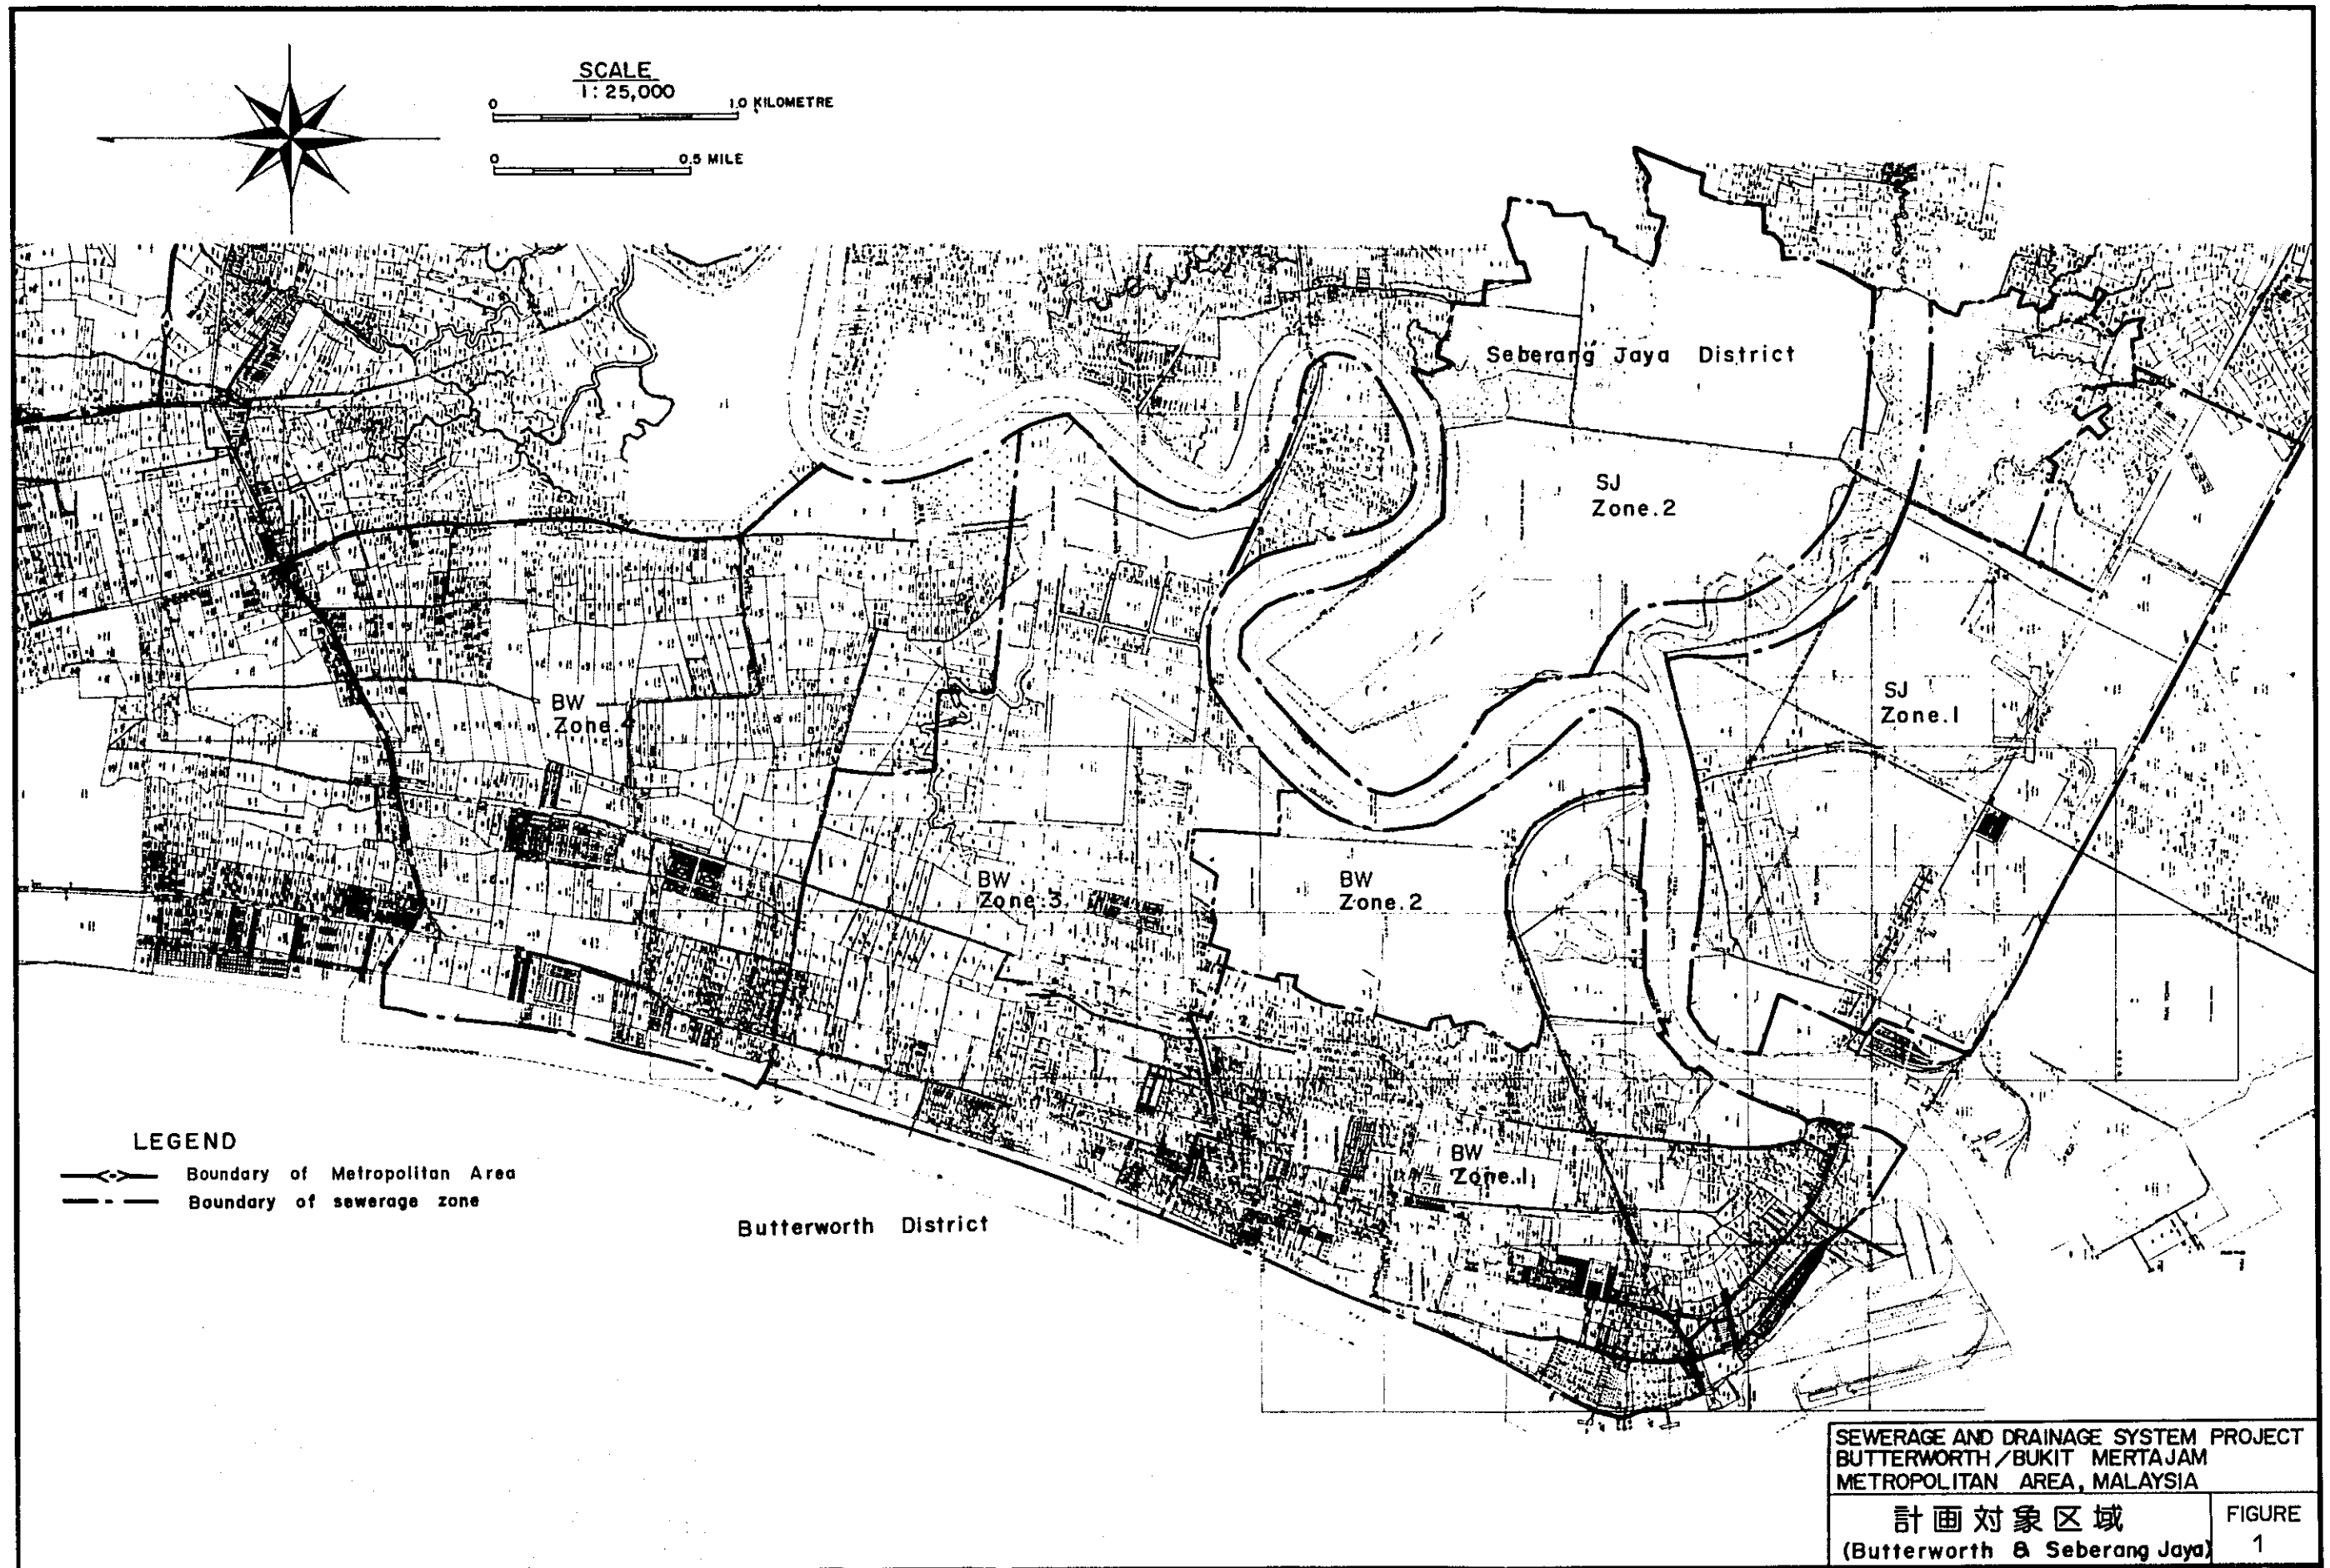 SCALE
1: 25,000
0 1.0 KILOMETRE
0 0.5 MILE
Seberang Jaya District
SJ
Zone.2
SJ
Zone.1
BW
Zone.4
BW
Zone.3
BW
Zone.2
BW
Zone.1
LEGEND
Boundary of Metropolitan Area
Boundary of sewerage zone
Butterworth District
SEWERAGE AND DRAINAGE SYSTEM PROJECT
BUTTERWORTH/BUKIT MERTAJAM
METROPOLITAN AREA, MALAYSIA
計画対象区域
(Butterworth & Seberang Jaya)
FIGURE
1